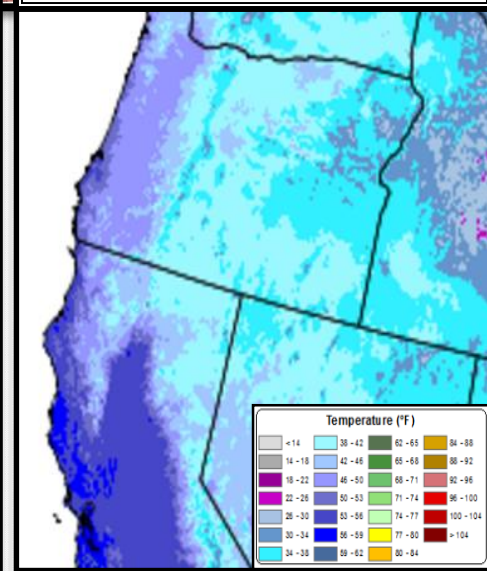 Temperature (°F)
< 14 38 - 42 62 - 65 84 - 88
14 - 18 42 - 46 65 - 68 88 - 92
18 - 22 46 - 50 68 - 71 92 - 96
22 - 26 50 - 53 71 - 74 96 - 100
26 - 30 53 - 56 74 - 77 100 - 104
30 - 34 56 - 59 77 - 80 > 104
34 - 38 59 - 62 80 - 84